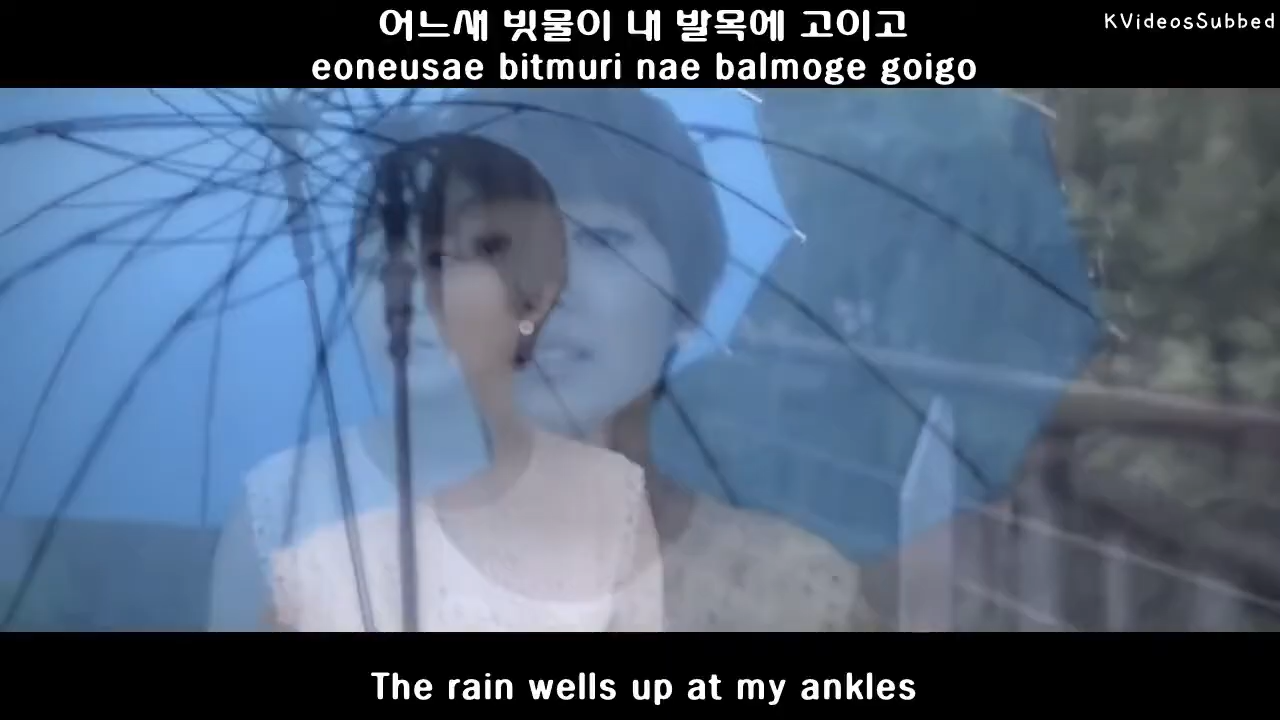 어느새 빗물이 내 발목에 고이고
KVideosSubbed
eoneusae bitmuri nae balmoge goigo
The rain wells up at my ankles